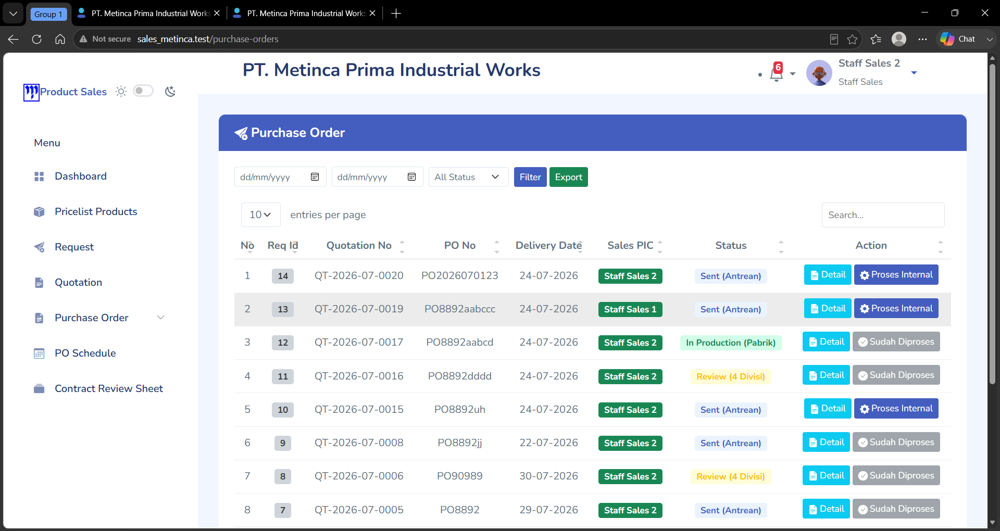 Group 1
PT. Metinca Prima Industrial Works
PT. Metinca Prima Industrial Works
Not secure sales_metinca.test/purchase-orders
Chat
Product Sales
PT. Metinca Prima Industrial Works
6
Staff Sales 2
Staff Sales
Menu
Dashboard
Pricelist Products
Request
Quotation
Purchase Order
PO Schedule
Contract Review Sheet
Purchase Order
dd/mm/yyyy dd/mm/yyyy All Status Filter Export
10 entries per page Search...
No Req Id Quotation No PO No Delivery Date Sales PIC Status Action
1 14 QT-2026-07-0020 PO2026070123 24-07-2026 Staff Sales 2 Sent (Antrean) Detail Proses Internal
2 13 QT-2026-07-0019 PO8892aabccc 24-07-2026 Staff Sales 1 Sent (Antrean) Detail Proses Internal
3 12 QT-2026-07-0017 PO8892aabcd 24-07-2026 Staff Sales 2 In Production (Pabrik) Detail Sudah Diproses
4 11 QT-2026-07-0016 PO8892dddd 24-07-2026 Staff Sales 2 Review (4 Divisi) Detail Sudah Diproses
5 10 QT-2026-07-0015 PO8892uh 24-07-2026 Staff Sales 2 Sent (Antrean) Detail Proses Internal
6 9 QT-2026-07-0008 PO8892jj 22-07-2026 Staff Sales 2 Sent (Antrean) Detail Sudah Diproses
7 8 QT-2026-07-0006 PO90989 30-07-2026 Staff Sales 2 Review (4 Divisi) Detail Sudah Diproses
8 7 QT-2026-07-0005 PO8892 29-07-2026 Staff Sales 2 Sent (Antrean) Detail Sudah Diproses